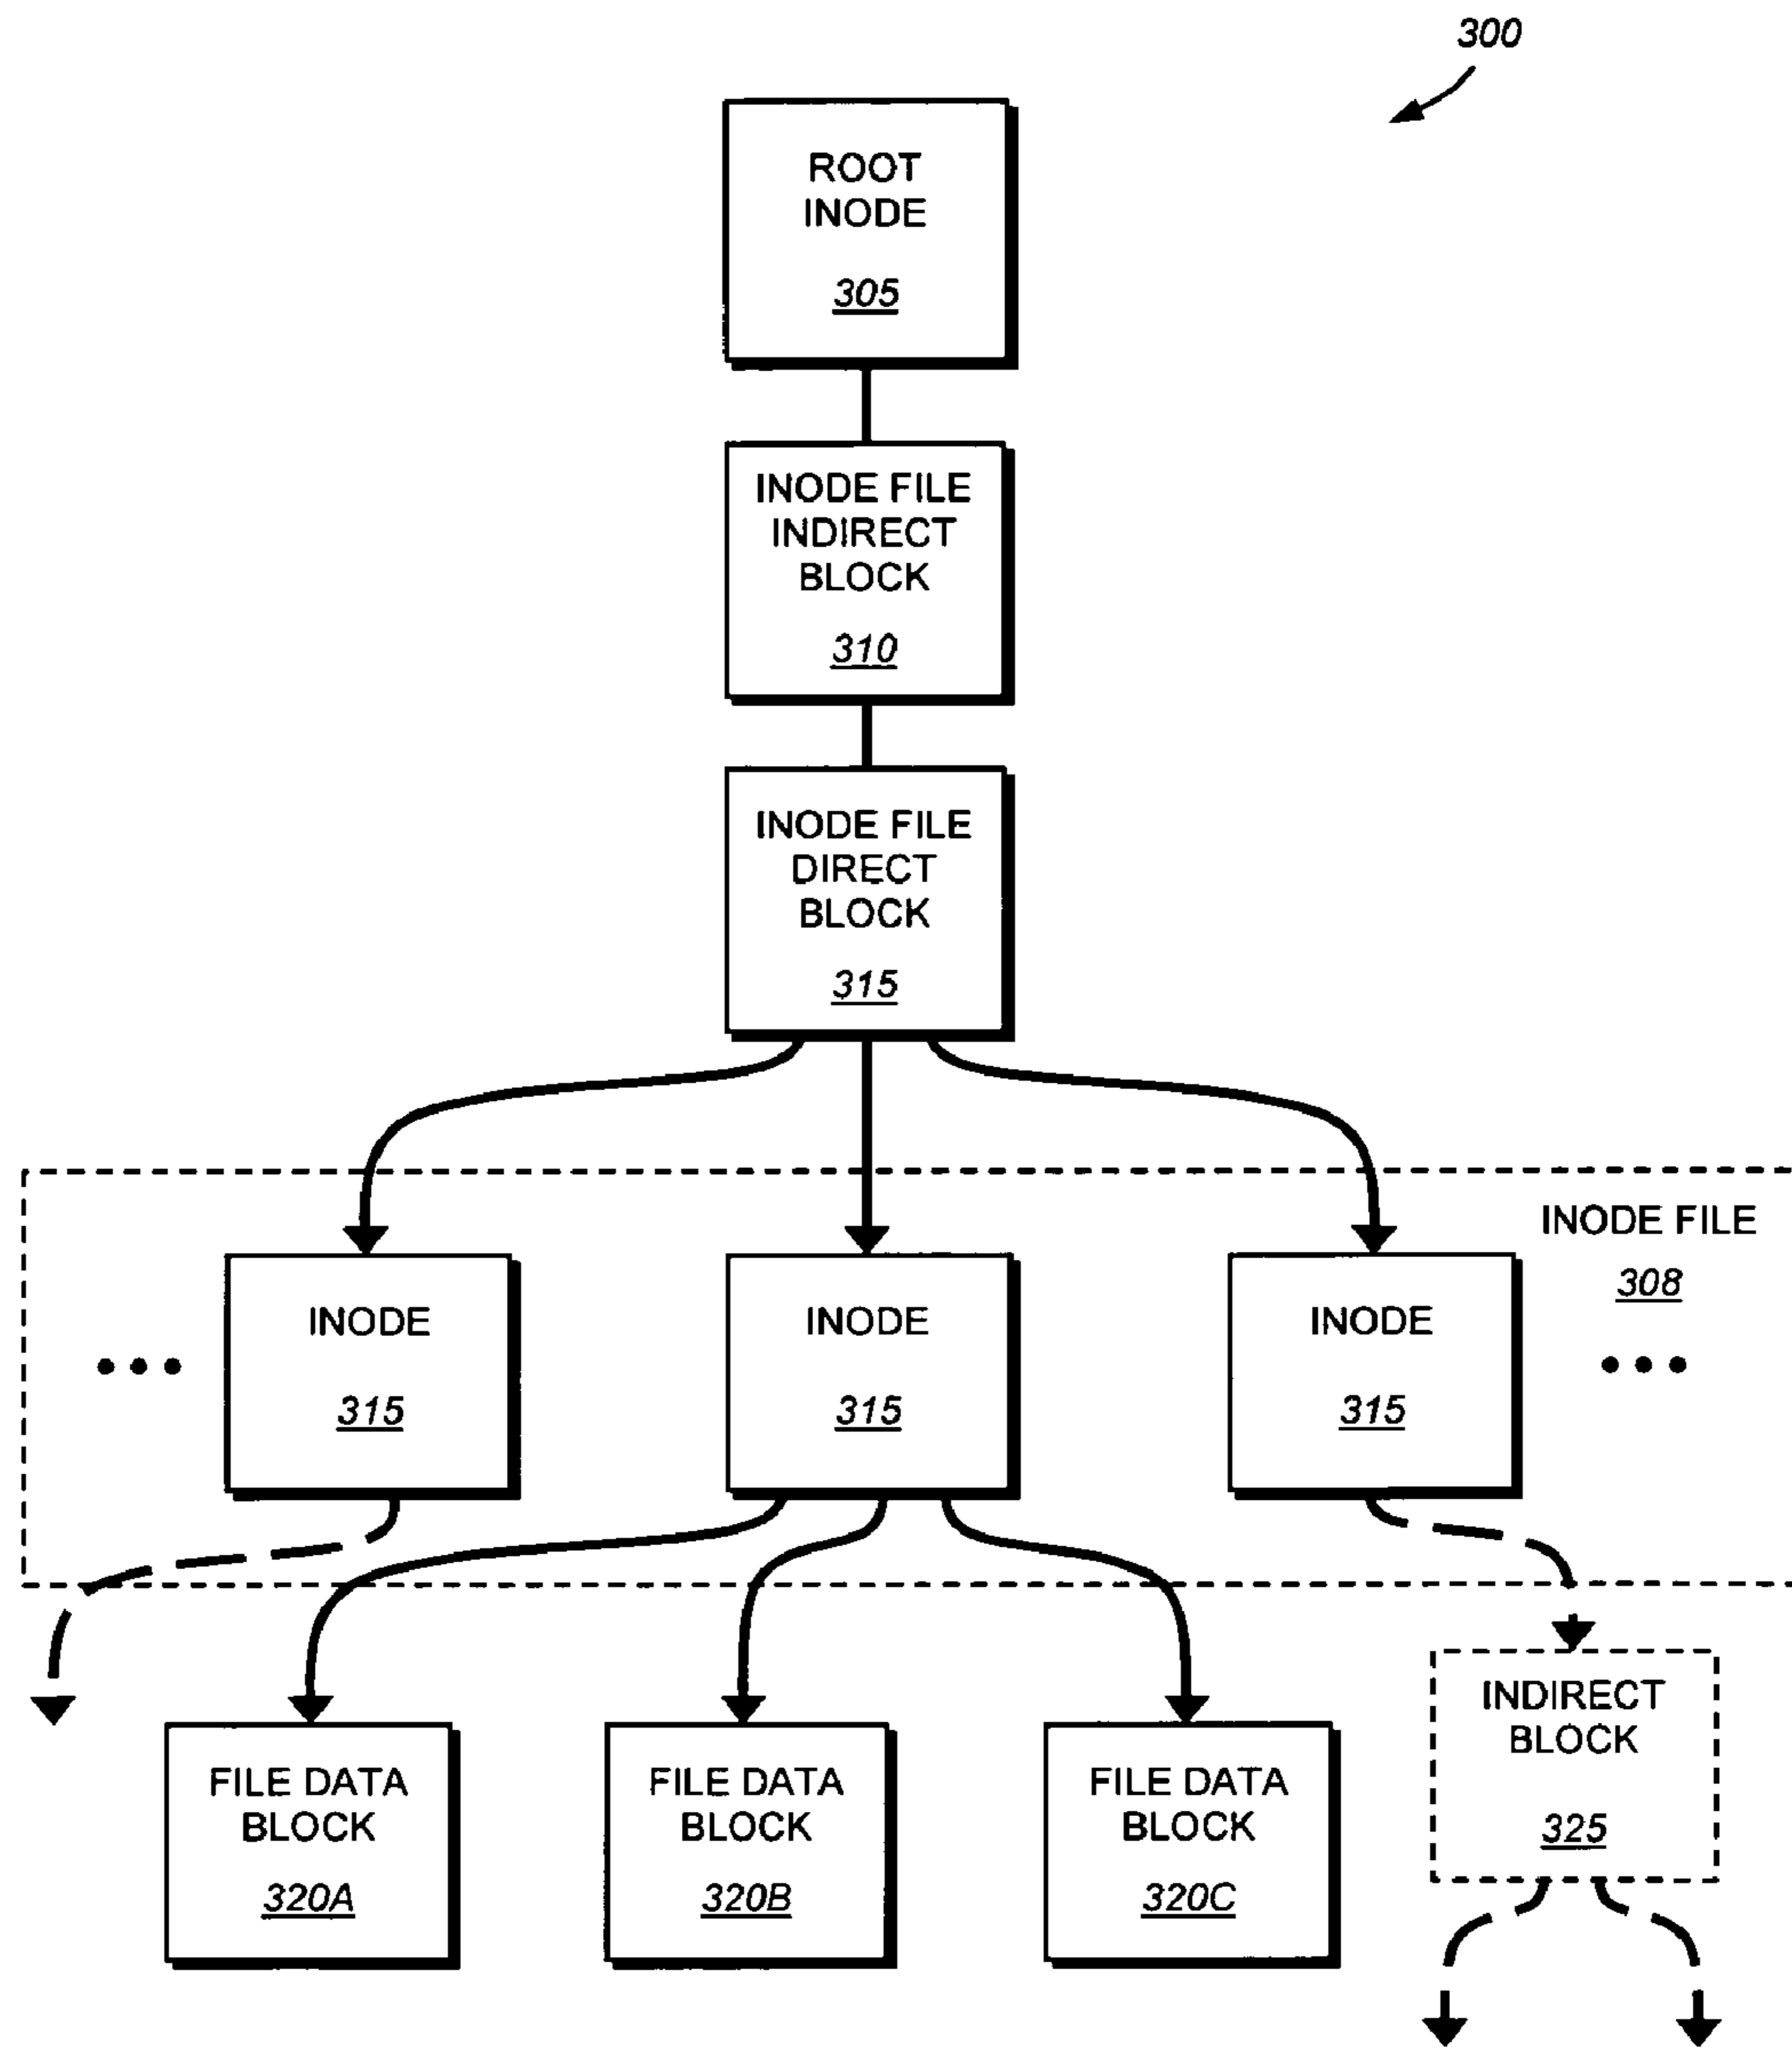 300
ROOT
INODE
305
INODE FILE
INDIRECT
BLOCK
310
INODE FILE
DIRECT
BLOCK
315
INODE FILE
308
INODE
315
INODE
315
INODE
315
FILE DATA
BLOCK
320A
FILE DATA
BLOCK
320B
FILE DATA
BLOCK
320C
INDIRECT
BLOCK
325